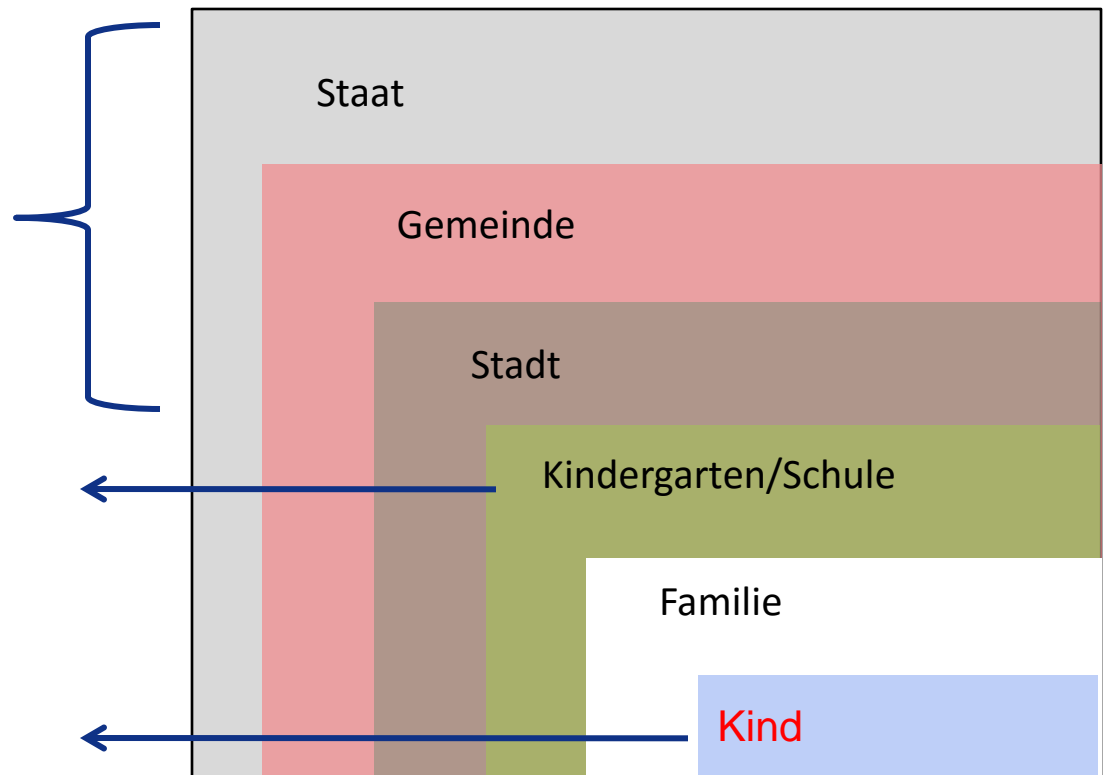 Staat
Gemeinde
Stadt
Kindergarten/Schule
Familie
Kind